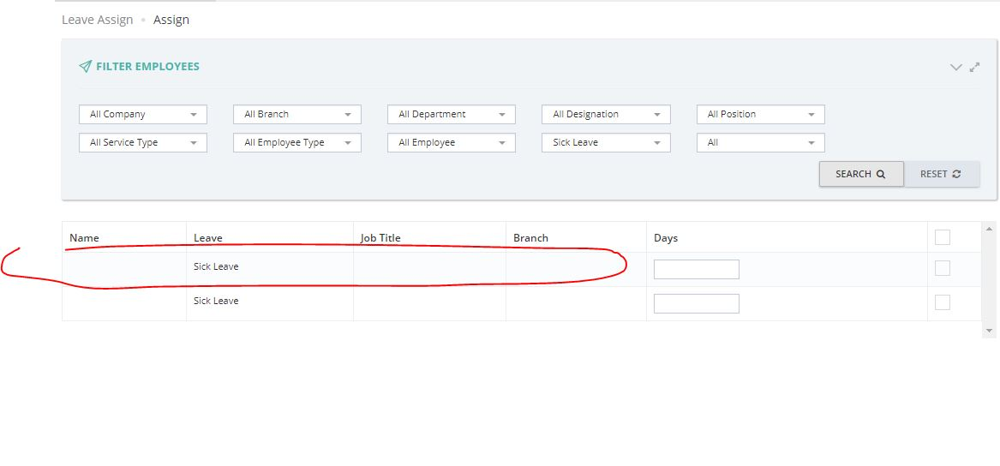 Leave Assign Assign
FILTER EMPLOYEES
All Company All Branch All Department All Designation All Position
All Service Type All Employee Type All Employee Sick Leave All
SEARCH RESET
Name Leave Job Title Branch Days
Sick Leave
Sick Leave